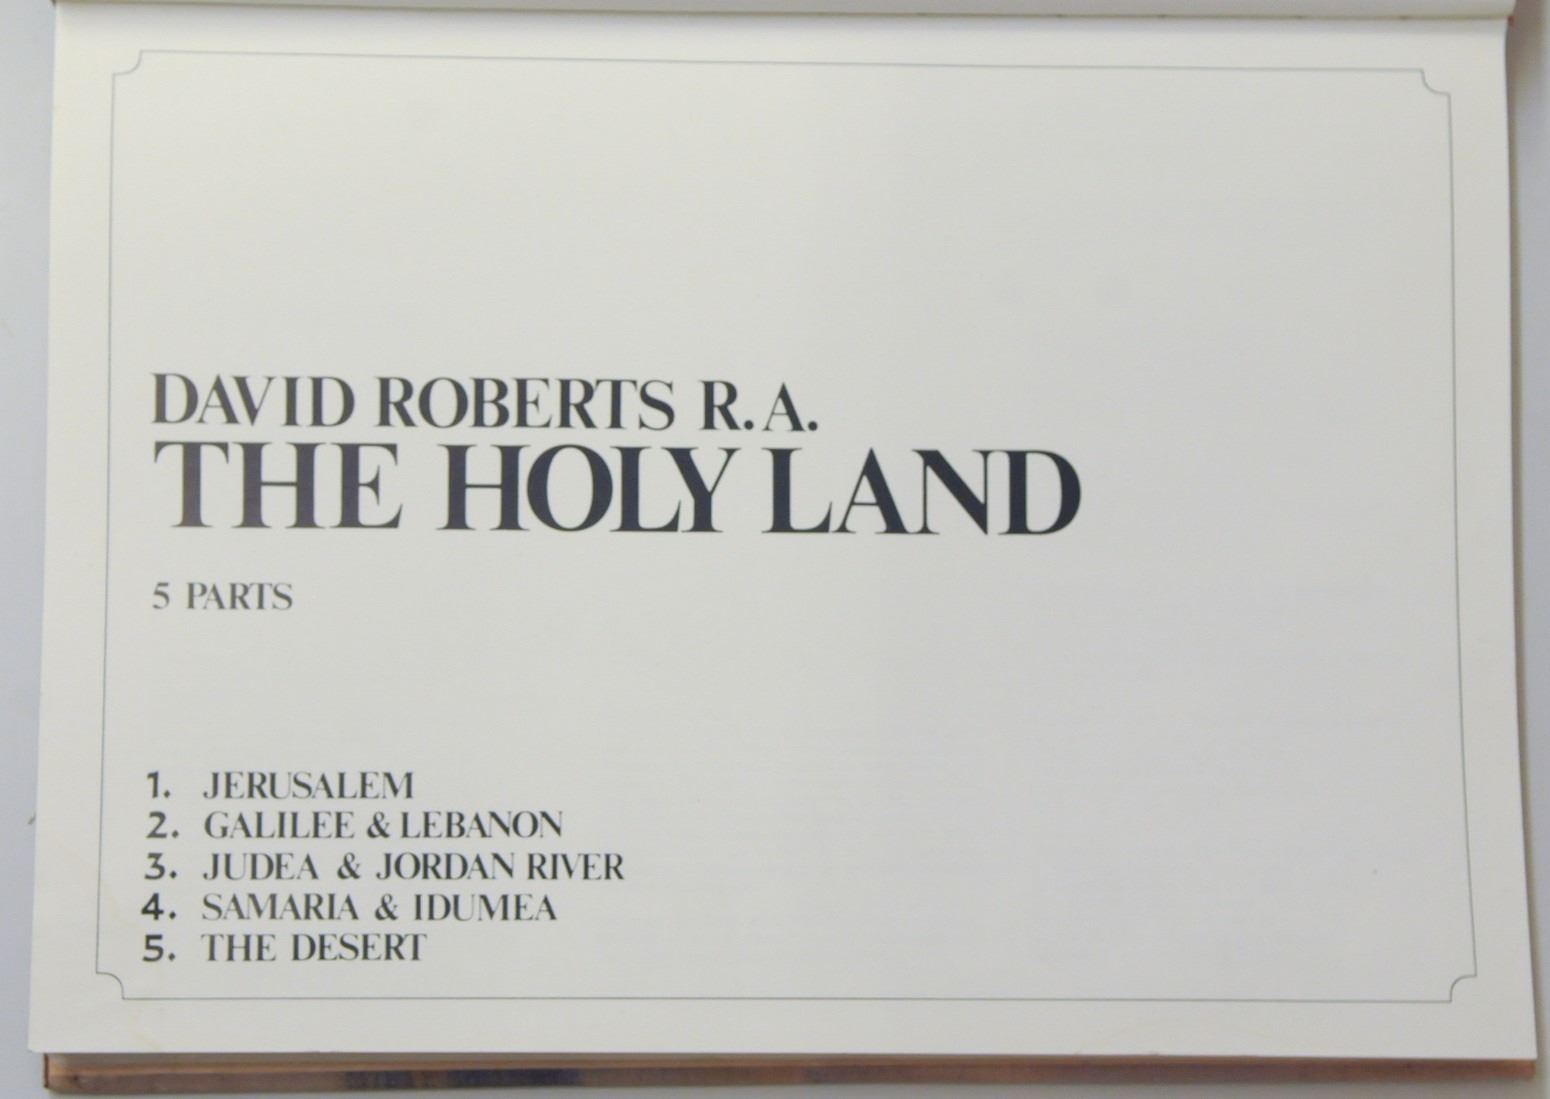 DAVID ROBERTS R.A.
THE HOLY LAND
5 PARTS
1. JERUSALEM
2. GALILEE & LEBANON
3. JUDEA & JORDAN RIVER
4. SAMARIA & IDUMEA
5. THE DESERT